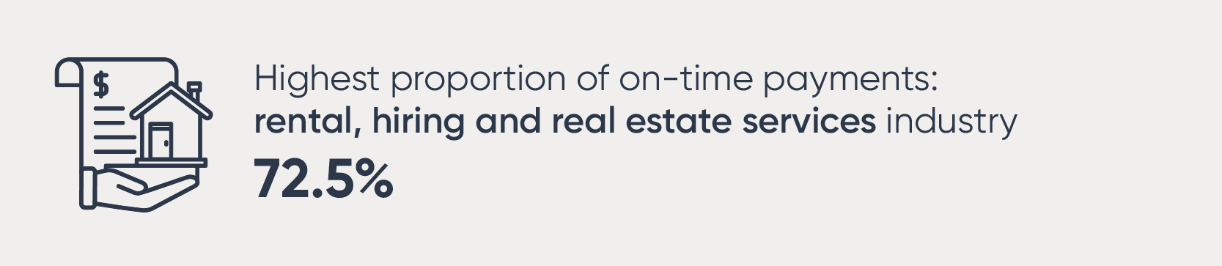 $
Highest proportion of on-time payments:
rental, hiring and real estate services industry
72.5%